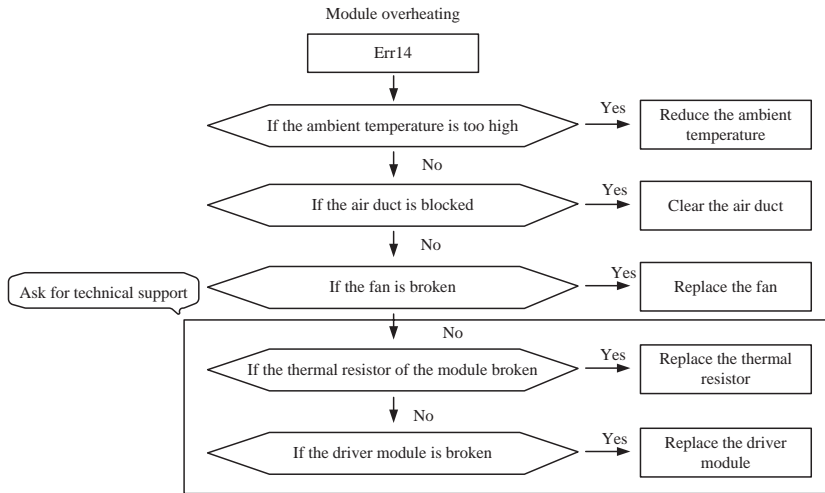 Module overheating
Err14
If the ambient temperature is too high
Yes
Reduce the ambient
temperature
No
If the air duct is blocked
Yes
Clear the air duct
No
Ask for technical support
If the fan is broken
Yes
Replace the fan
No
If the thermal resistor of the module broken
Yes
Replace the thermal
resistor
No
If the driver module is broken
Yes
Replace the driver
module